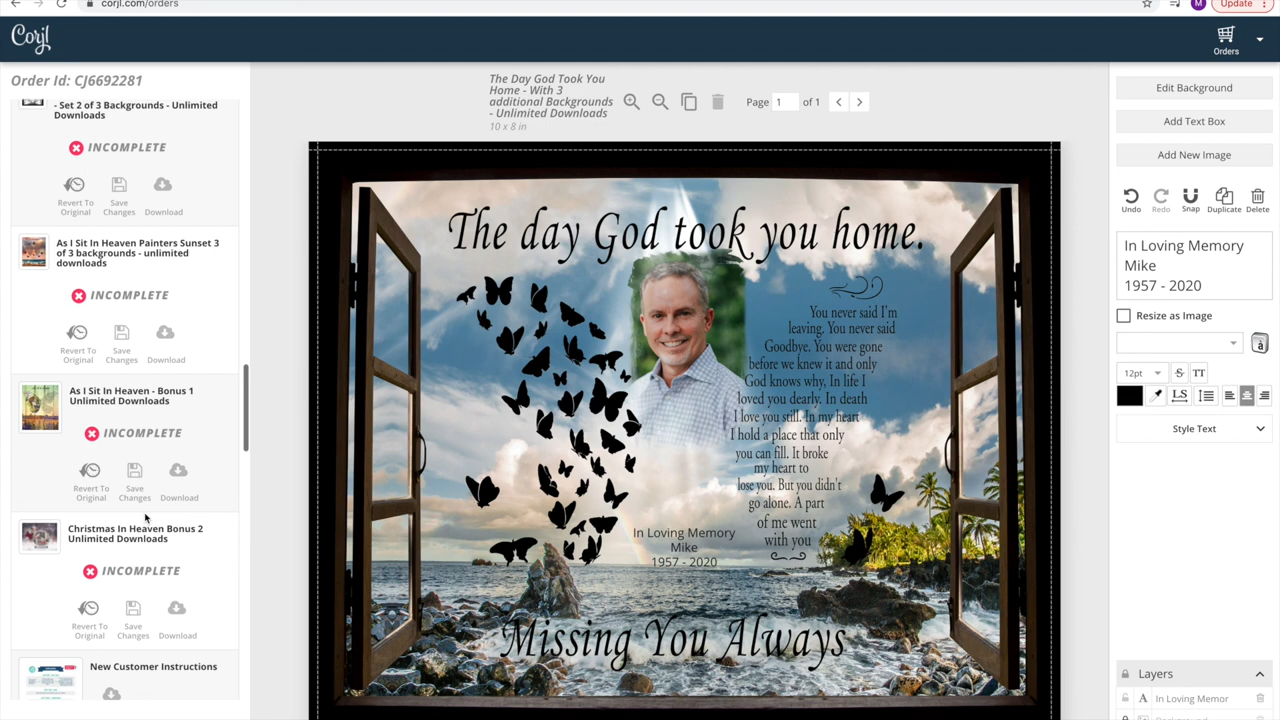 corjl.com/orders
M
Update
Corjl
Orders
Order Id: CJ6692281
- Set 2 of 3 Backgrounds - Unlimited
Downloads
INCOMPLETE
Revert To
Original
Save
Changes
Download
As I Sit In Heaven Painters Sunset 3
of 3 backgrounds - unlimited
downloads
INCOMPLETE
Revert To
Original
Save
Changes
Download
As I Sit In Heaven - Bonus 1
Unlimited Downloads
INCOMPLETE
Revert To
Original
Save
Changes
Download
Christmas In Heaven Bonus 2
Unlimited Downloads
INCOMPLETE
Revert To
Original
Save
Changes
Download
New Customer Instructions
The Day God Took You
Home - With 3
additional Backgrounds
- Unlimited Downloads
10 x 8 in
Page 1 of 1
The day God took you home.
You never said I'm
leaving. You never said
Goodbye. You were gone
before we knew it and only
God knows why, In life I
loved you dearly. In death
I love you still. In my heart
I hold a place that only
you can fill. It broke
my heart to
lose you. But you didn't
go alone. A part
of me went
with you
In Loving Memory
Mike
1957 - 2020
Missing You Always
Edit Background
Add Text Box
Add New Image
Undo
Redo
Snap
Duplicate
Delete
In Loving Memory
Mike
1957 - 2020
Resize as Image
a
12pt
S
TT
LS
Style Text
Layers
A
In Loving Memor